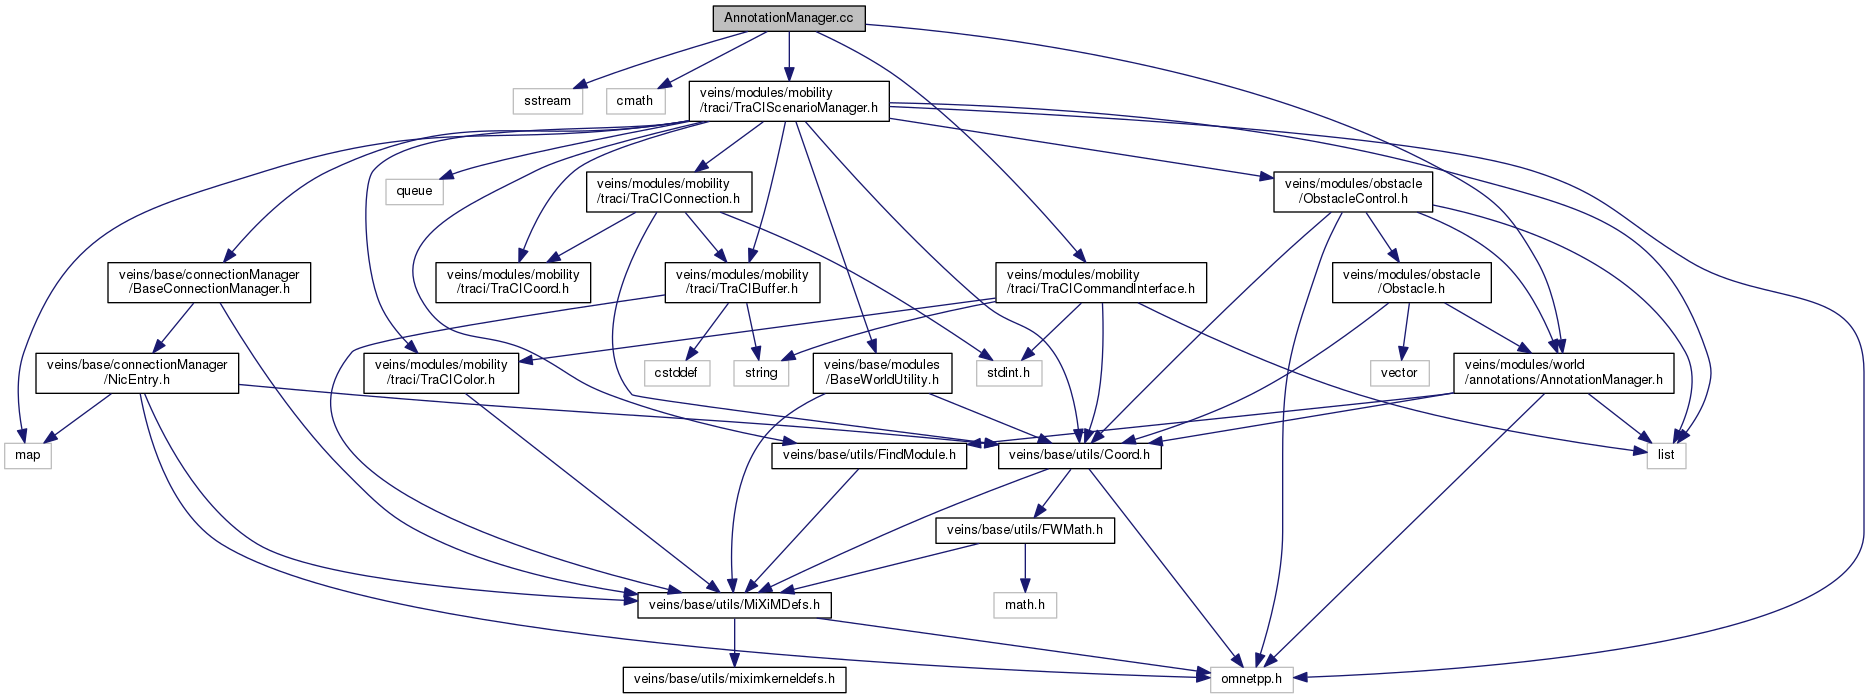 AnnotationManager.cc
sstream
cmath
veins/modules/mobility
/traci/TraCIScenarioManager.h
queue
veins/modules/mobility
/traci/TraCIConnection.h
veins/modules/obstacle
/ObstacleControl.h
veins/base/connectionManager
/BaseConnectionManager.h
veins/modules/mobility
/traci/TraCICoord.h
veins/modules/mobility
/traci/TraCIBuffer.h
veins/modules/mobility
/traci/TraCICommandInterface.h
veins/modules/obstacle
/Obstacle.h
veins/base/connectionManager
/NicEntry.h
veins/modules/mobility
/traci/TraCIColor.h
cstddef
string
veins/base/modules
/BaseWorldUtility.h
stdint.h
vector
veins/modules/world
/annotations/AnnotationManager.h
map
veins/base/utils/FindModule.h
veins/base/utils/Coord.h
list
veins/base/utils/FWMath.h
veins/base/utils/MiXiMDefs.h
math.h
veins/base/utils/miximkerneldefs.h
omnetpp.h